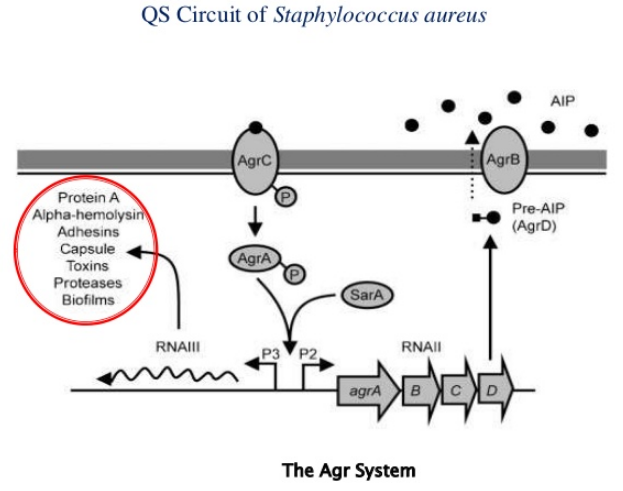 QS Circuit of Staphylococcus aureus
AIP
AgrC
AgrB
P
Protein A
Alpha-hemolysin
Adhesins
Capsule
Toxins
Proteases
Biofilms
Pre-AIP
(AgrD)
AgrA
P
SarA
RNAIII
P3
P2
RNAII
agrA
B
C
D
The Agr System